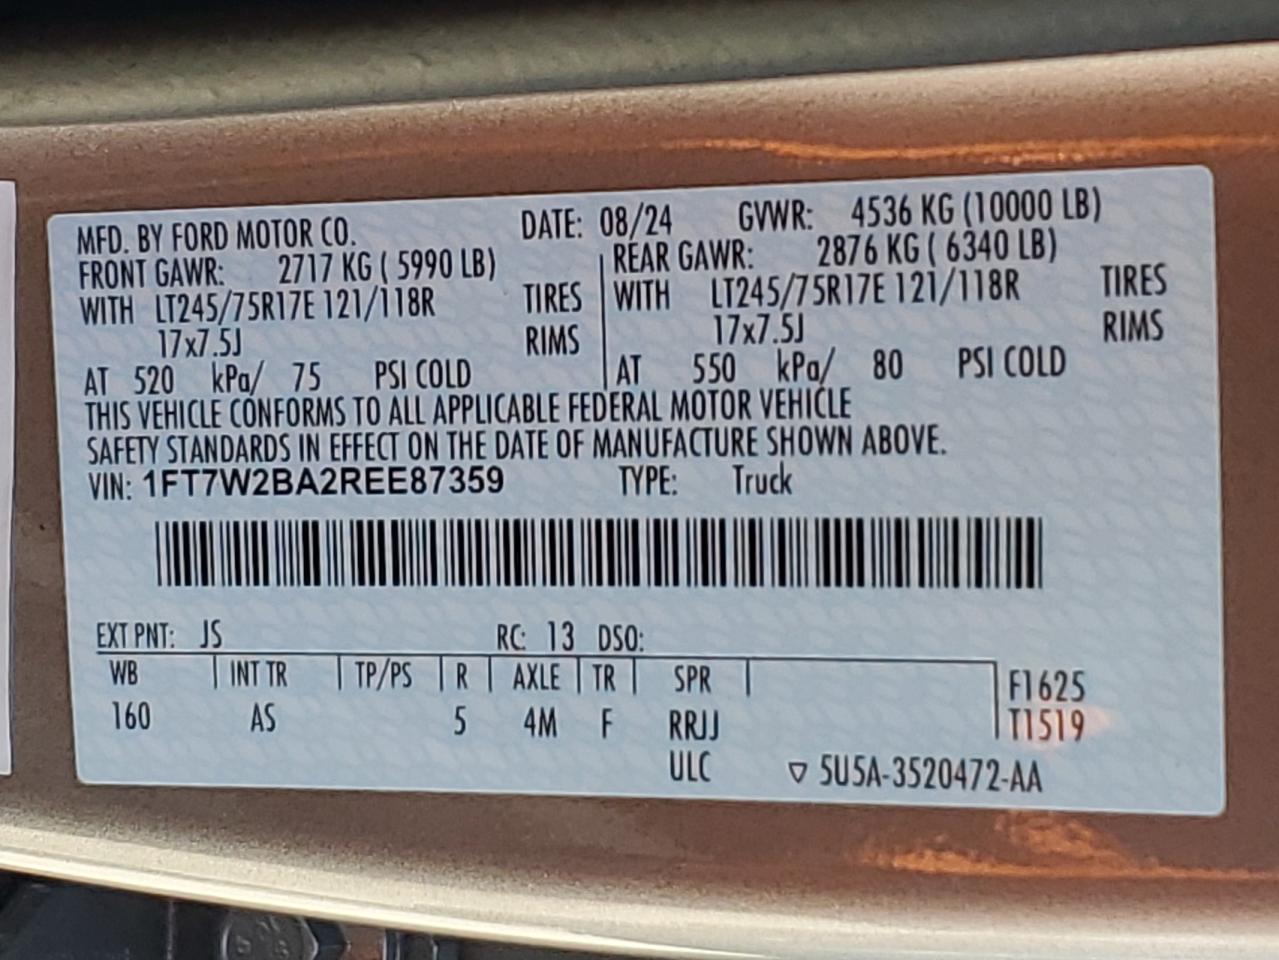 MFD. BY FORD MOTOR CO. DATE: 08/24 GVWR: 4536 KG (10000 LB)
FRONT GAWR: 2717 KG ( 5990 LB) REAR GAWR: 2876 KG ( 6340 LB)
WITH LT245/75R17E 121/118R TIRES WITH LT245/75R17E 121/118R TIRES
17x7.5J RIMS 17x7.5J RIMS
AT 520 kPa/ 75 PSI COLD AT 550 kPa/ 80 PSI COLD
THIS VEHICLE CONFORMS TO ALL APPLICABLE FEDERAL MOTOR VEHICLE
SAFETY STANDARDS IN EFFECT ON THE DATE OF MANUFACTURE SHOWN ABOVE.
VIN: 1FT7W2BA2REE87359 TYPE: Truck
EXT PNT: JS RC: 13 DSO:
WB INT TR TP/PS R AXLE TR SPR F1625
160 AS 5 4M F RRJJ T1519
ULC ▽ 5U5A-3520472-AA